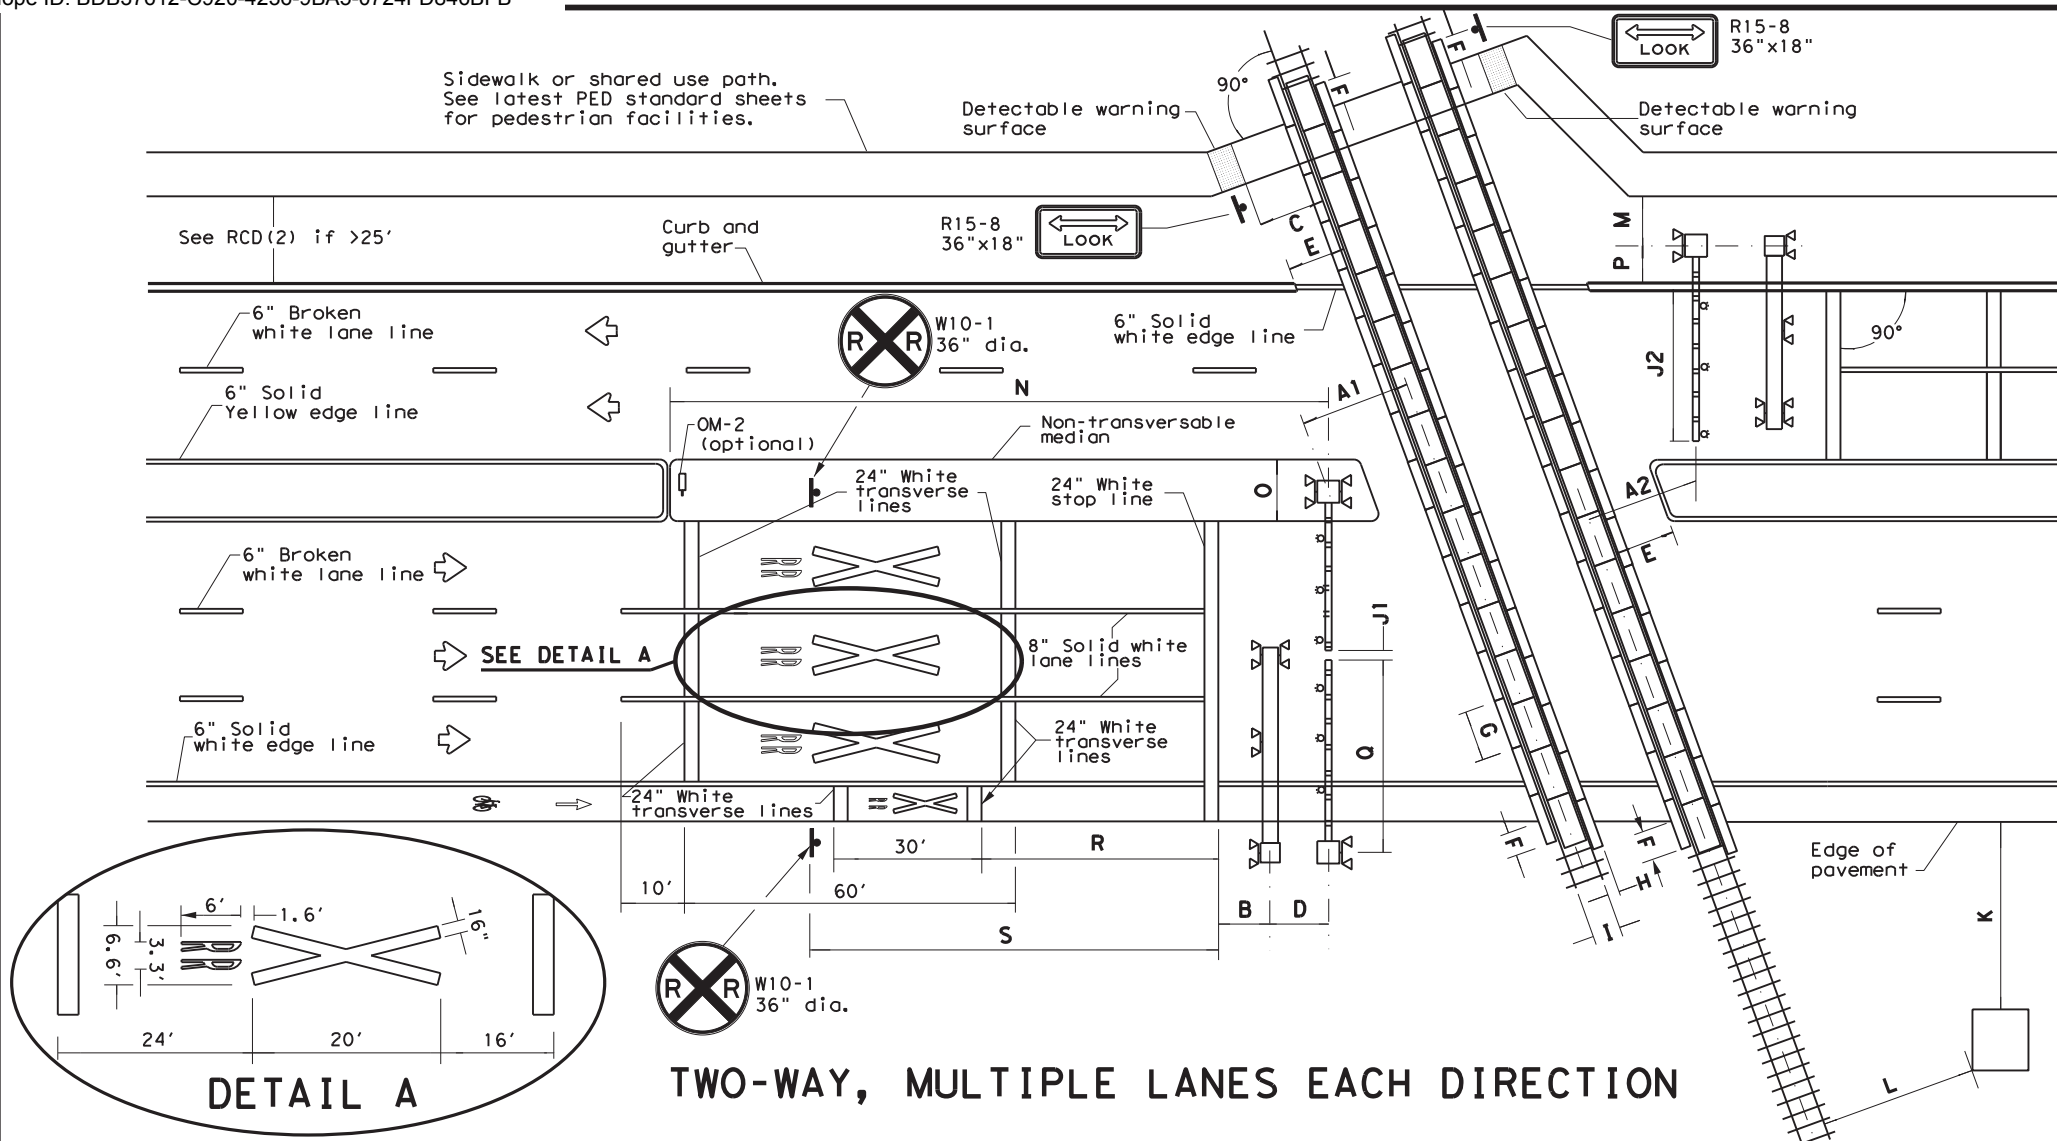 R15-8
36"x18"
LOOK
Sidewalk or shared use path.
See latest PED standard sheets
for pedestrian facilities.
Detectable warning
surface
90°
F
F
Detectable warning
surface
See RCD(2) if >25'
Curb and
gutter
R15-8
36"x18"
LOOK
C
E
M
P
6" Broken
white lane line
R R
W10-1
36" dia.
6" Solid
white edge line
90°
J2
6" Solid
Yellow edge line
N
A1
OM-2
(optional)
Non-transversable
median
24" White
transverse
lines
24" White
stop line
O
A2
E
6" Broken
white lane line
RR
J1
SEE DETAIL A
RR
8" Solid white
lane lines
6" Solid
white edge line
RR
24" White
transverse
lines
Q
G
24" White
transverse lines
RR
30'
R
F
F
H
I
Edge of
pavement
10'
60'
B
D
S
K
R R
W10-1
36" dia.
6'
1.6'
16"
6.6'
3.3'
RR
24'
20'
16'
DETAIL A
TWO-WAY, MULTIPLE LANES EACH DIRECTION
L